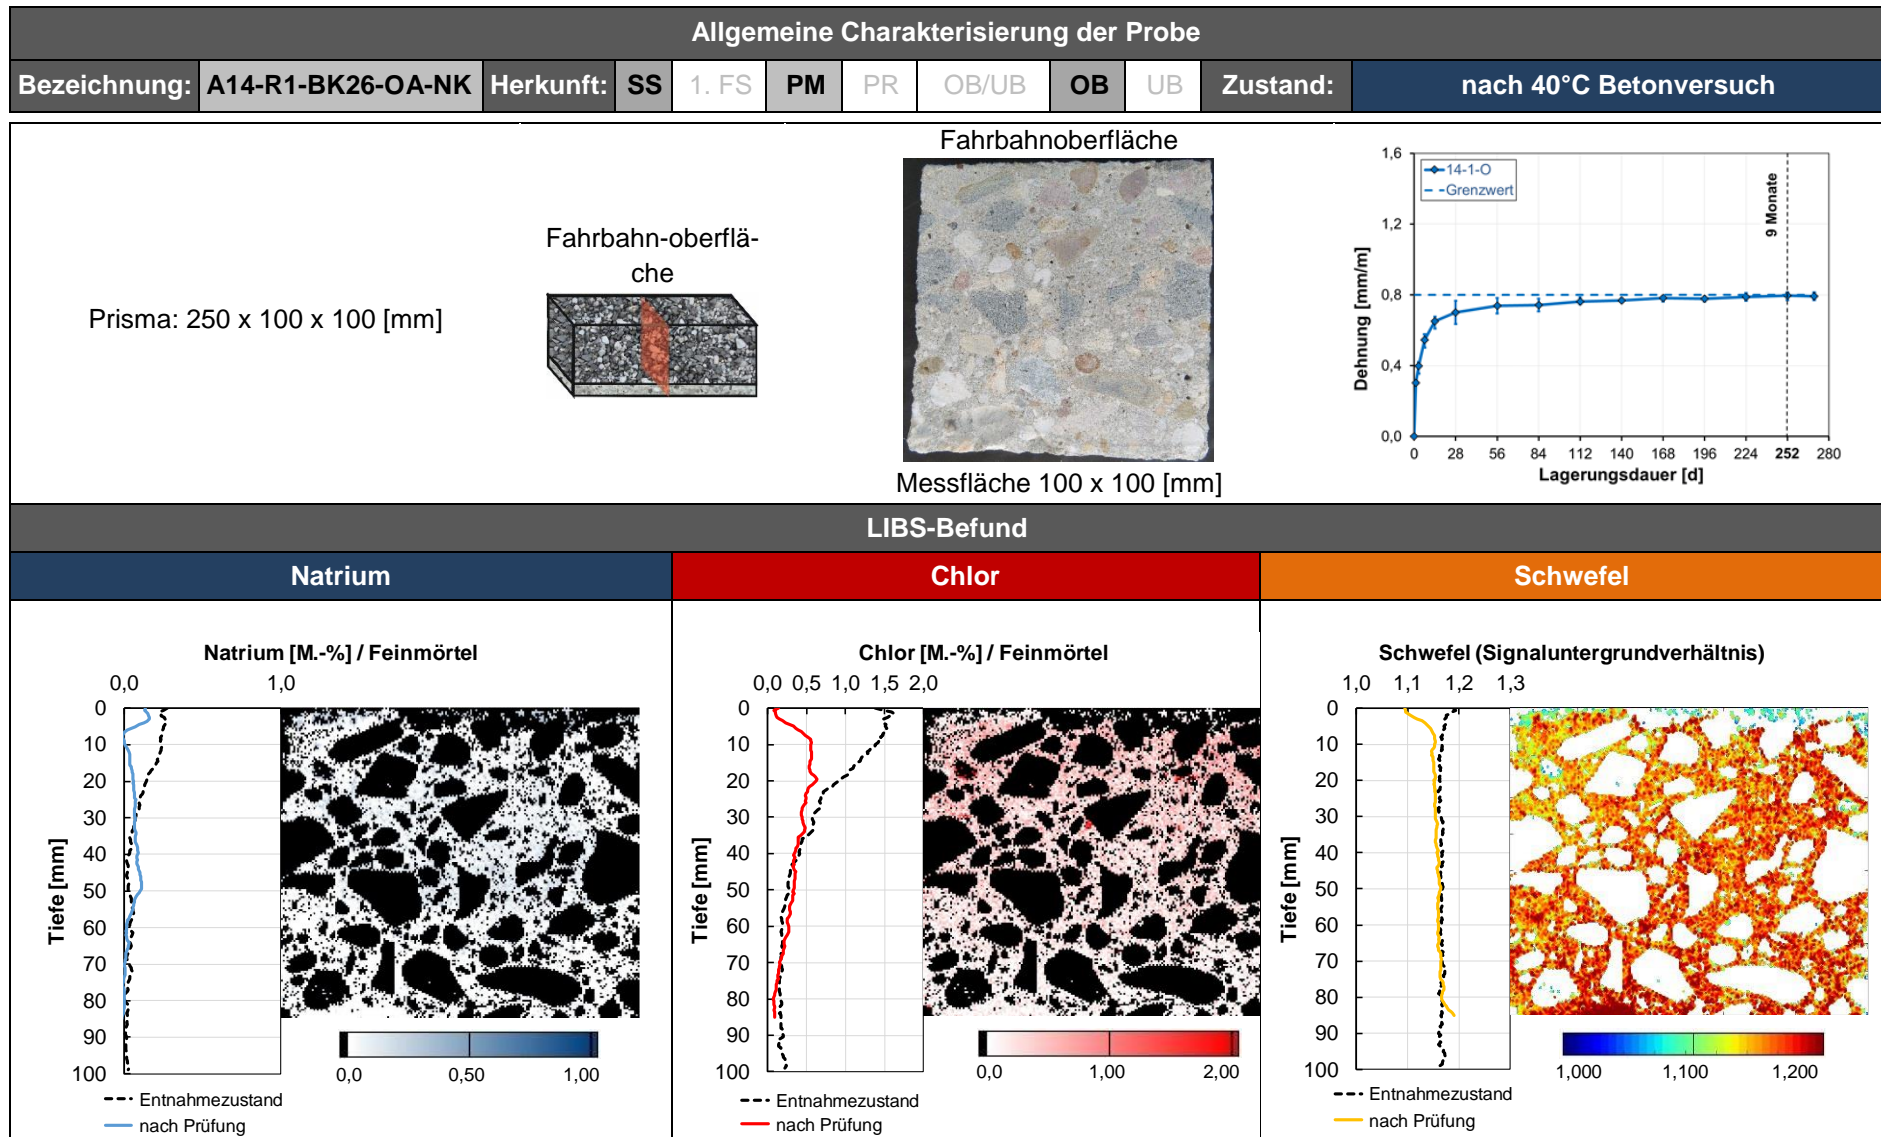 Allgemeine Charakterisierung der Probe
Bezeichnung: A14-R1-BK26-OA-NK Herkunft: SS 1. FS PM PR OB/UB OB UB Zustand: nach 40°C Betonversuch
Prisma: 250 x 100 x 100 [mm]
Fahrbahn-oberflä-
che
Fahrbahnoberfläche
Messfläche 100 x 100 [mm]
Dehnung [mm/m]
1,6
1,2
0,8
0,4
0,0
14-1-O
Grenzwert
9 Monate
0 28 56 84 112 140 168 196 224 252 280
Lagerungsdauer [d]
LIBS-Befund
Natrium
Chlor
Schwefel
Natrium [M.-%] / Feinmörtel
0,0 1,0
Tiefe [mm]
0
10
20
30
40
50
60
70
80
90
100
0,0 0,50 1,00
Entnahmezustand
nach Prüfung
Chlor [M.-%] / Feinmörtel
0,0 0,5 1,0 1,5 2,0
Tiefe [mm]
0
10
20
30
40
50
60
70
80
90
100
0,0 1,00 2,00
Entnahmezustand
nach Prüfung
Schwefel (Signaluntergrundverhältnis)
1,0 1,1 1,2 1,3
Tiefe [mm]
0
10
20
30
40
50
60
70
80
90
100
1,000 1,100 1,200
Entnahmezustand
nach Prüfung